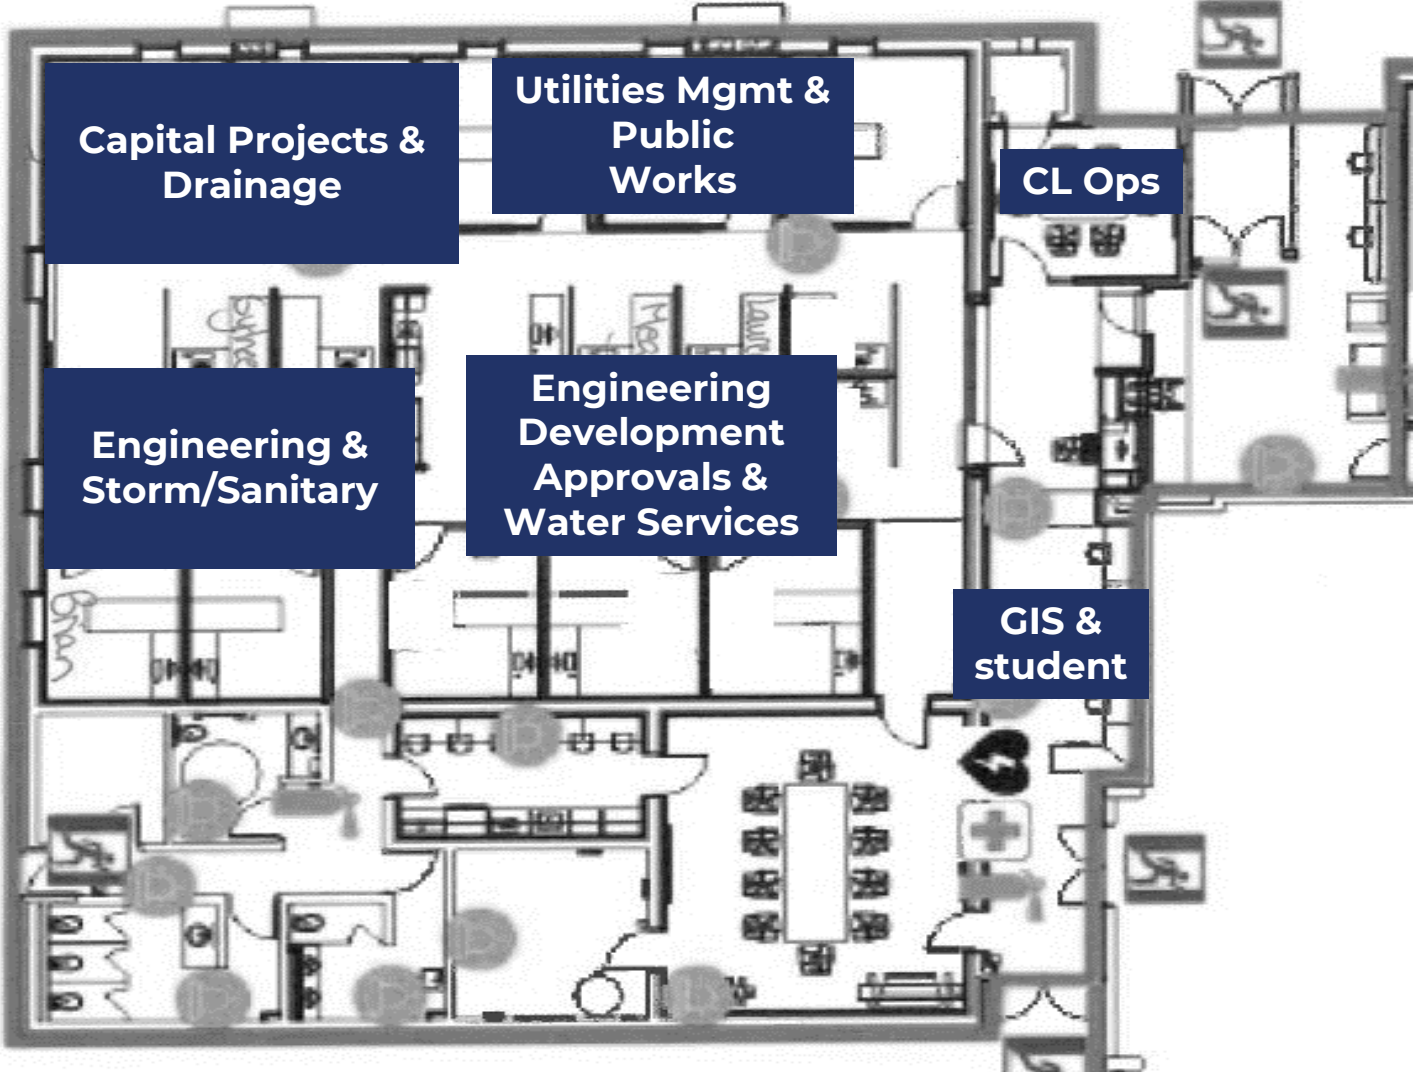 Capital Projects &
Drainage
Utilities Mgmt &
Public
Works
CL Ops
Engineering &
Storm/Sanitary
Engineering
Development
Approvals &
Water Services
GIS &
student